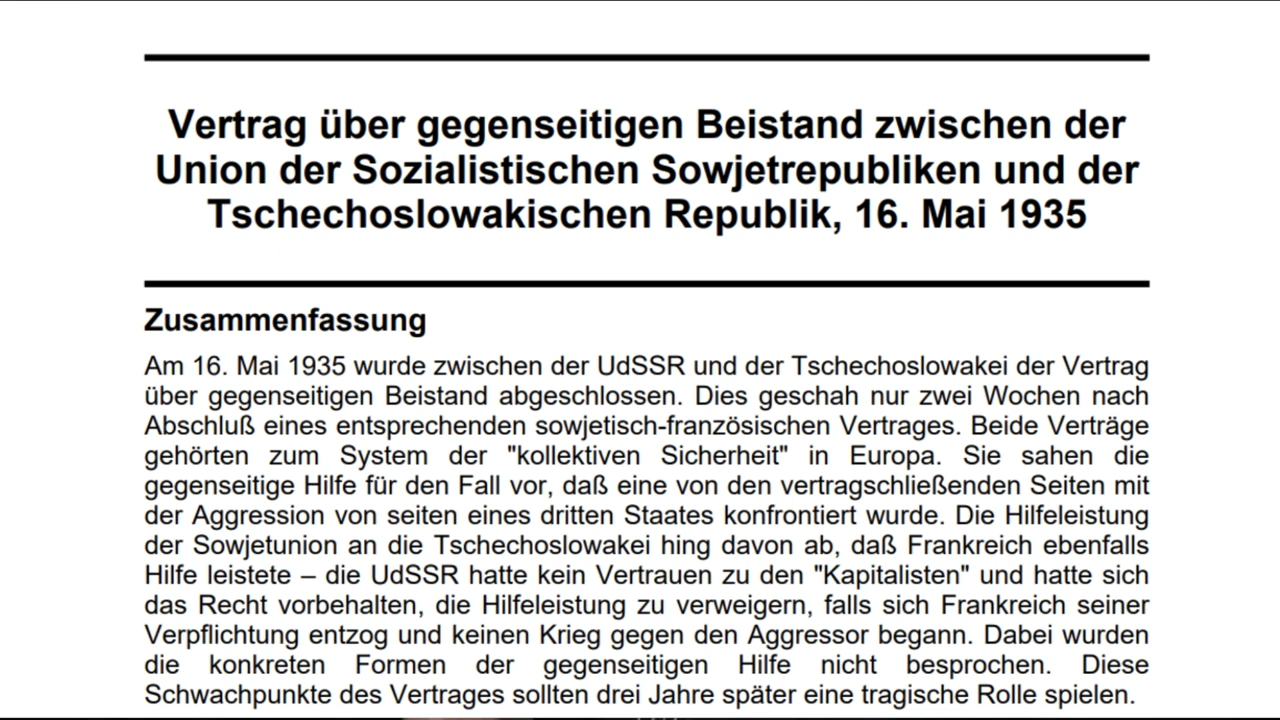 Vertrag über gegenseitigen Beistand zwischen der
Union der Sozialistischen Sowjetrepubliken und der
Tschechoslowakischen Republik, 16. Mai 1935
Zusammenfassung
Am 16. Mai 1935 wurde zwischen der UdSSR und der Tschechoslowakei der Vertrag
über gegenseitigen Beistand abgeschlossen. Dies geschah nur zwei Wochen nach
Abschluß eines entsprechenden sowjetisch-französischen Vertrages. Beide Verträge
gehörten zum System der "kollektiven Sicherheit" in Europa. Sie sahen die
gegenseitige Hilfe für den Fall vor, daß eine von den vertragschließenden Seiten mit
der Aggression von seiten eines dritten Staates konfrontiert wurde. Die Hilfeleistung
der Sowjetunion an die Tschechoslowakei hing davon ab, daß Frankreich ebenfalls
Hilfe leistete – die UdSSR hatte kein Vertrauen zu den "Kapitalisten" und hatte sich
das Recht vorbehalten, die Hilfeleistung zu verweigern, falls sich Frankreich seiner
Verpflichtung entzog und keinen Krieg gegen den Aggressor begann. Dabei wurden
die konkreten Formen der gegenseitigen Hilfe nicht besprochen. Diese
Schwachpunkte des Vertrages sollten drei Jahre später eine tragische Rolle spielen.